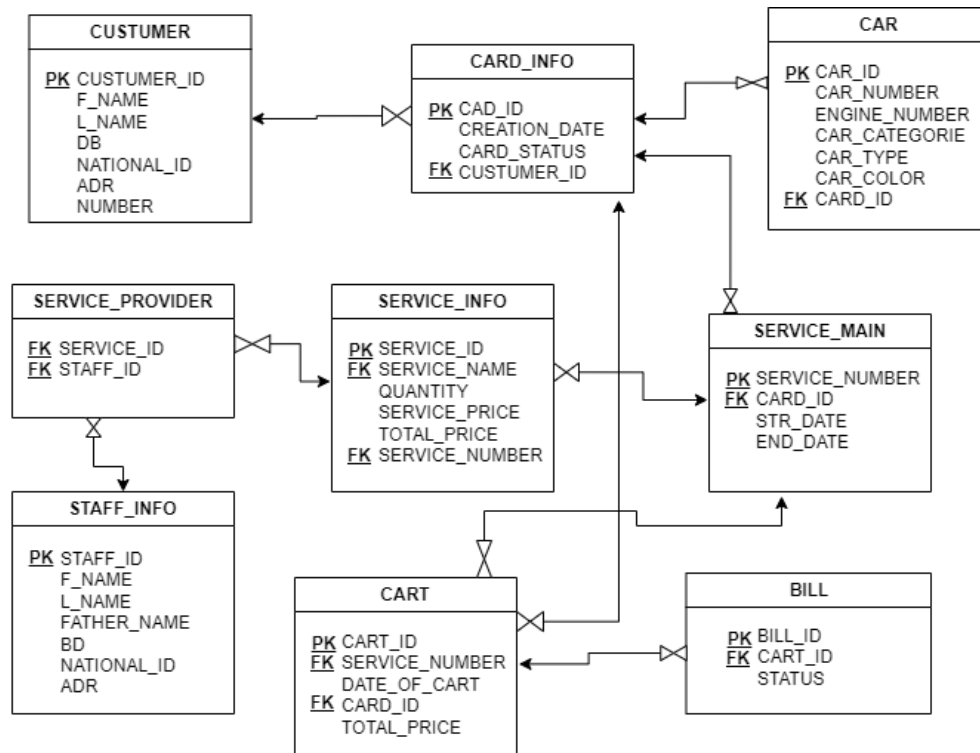 CUSTUMER
PK CUSTUMER_ID
F_NAME
L_NAME
DB
NATIONAL_ID
ADR
NUMBER
CARD_INFO
PK CAD_ID
CREATION_DATE
CARD_STATUS
FK CUSTUMER_ID
CAR
PK CAR_ID
CAR_NUMBER
ENGINE_NUMBER
CAR_CATEGORIE
CAR_TYPE
CAR_COLOR
FK CARD_ID
SERVICE_PROVIDER
FK SERVICE_ID
FK STAFF_ID
SERVICE_INFO
PK SERVICE_ID
FK SERVICE_NAME
QUANTITY
SERVICE_PRICE
TOTAL_PRICE
FK SERVICE_NUMBER
SERVICE_MAIN
PK SERVICE_NUMBER
FK CARD_ID
STR_DATE
END_DATE
STAFF_INFO
PK STAFF_ID
F_NAME
L_NAME
FATHER_NAME
BD
NATIONAL_ID
ADR
CART
PK CART_ID
FK SERVICE_NUMBER
DATE_OF_CART
FK CARD_ID
TOTAL_PRICE
BILL
PK BILL_ID
FK CART_ID
STATUS